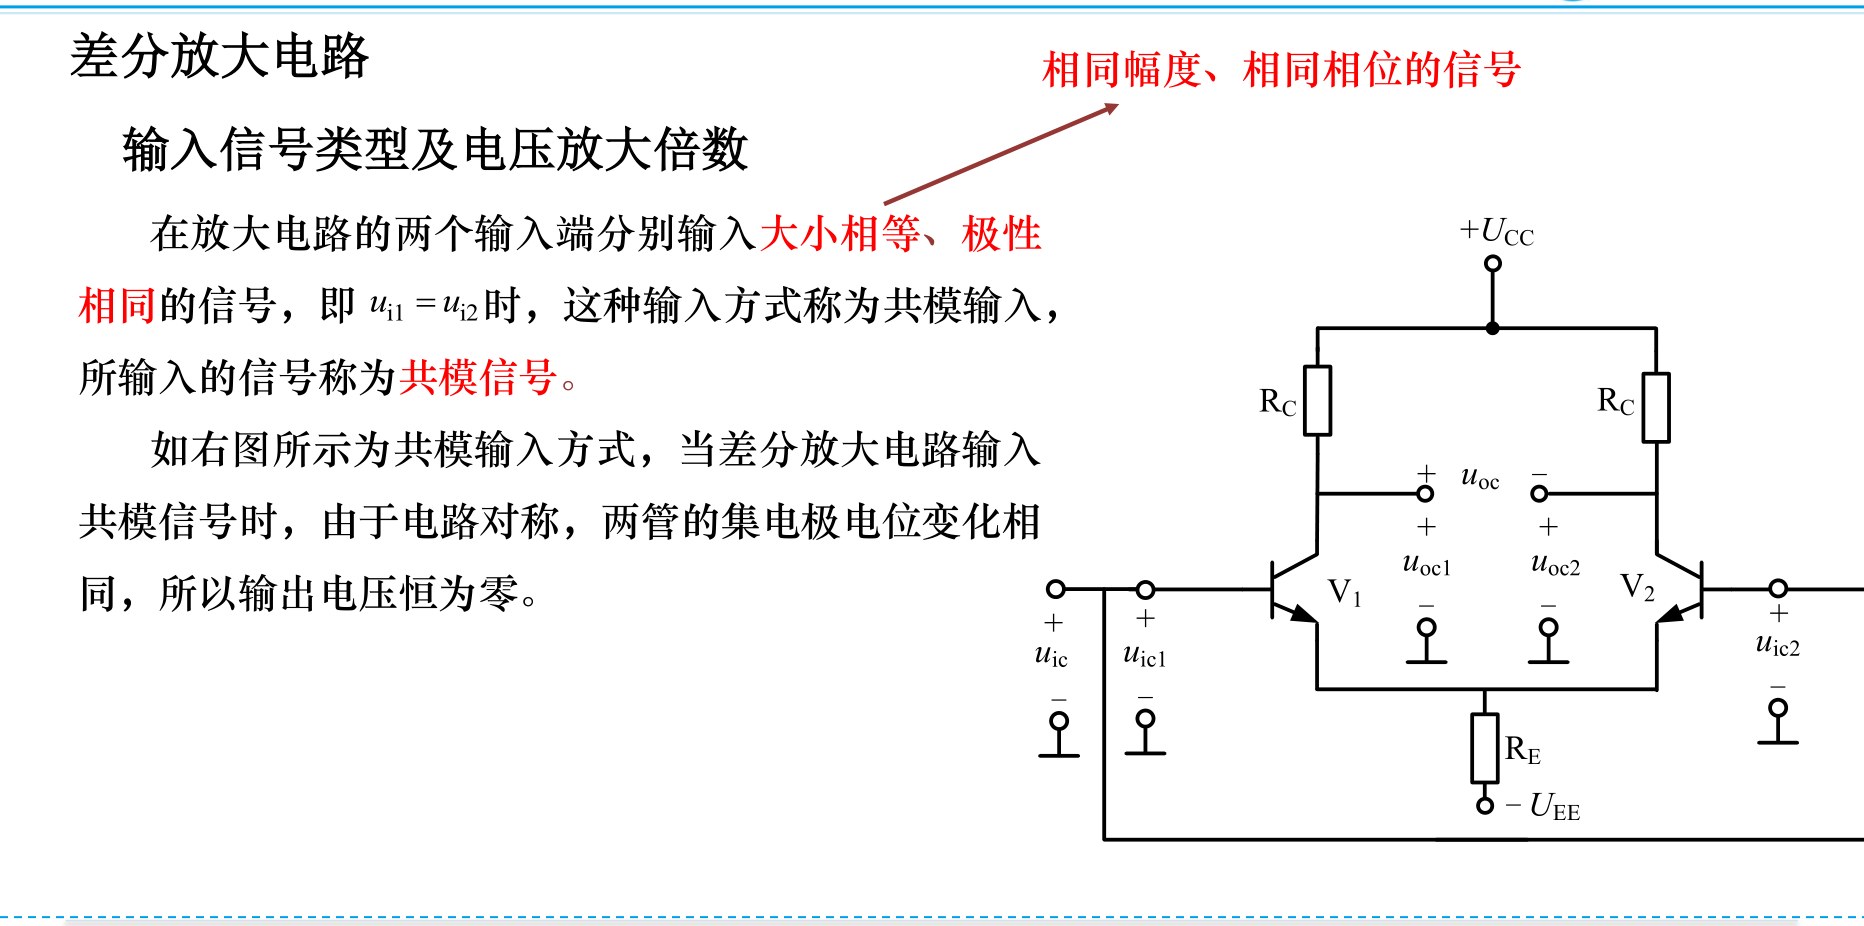 差分放大电路
相同幅度、相同相位的信号
输入信号类型及电压放大倍数
在放大电路的两个输入端分别输入大小相等、极性
相同的信号，即 ui1 = ui2 时，这种输入方式称为共模输入，
所输入的信号称为共模信号。
如右图所示为共模输入方式，当差分放大电路输入
共模信号时，由于电路对称，两管的集电极电位变化相
同，所以输出电压恒为零。
+UCC
RC
RC
+ uoc −
+ +
uoc1 uoc2
− −
V1
V2
+ + +
uic uic1 uic2
− − −
RE
− UEE